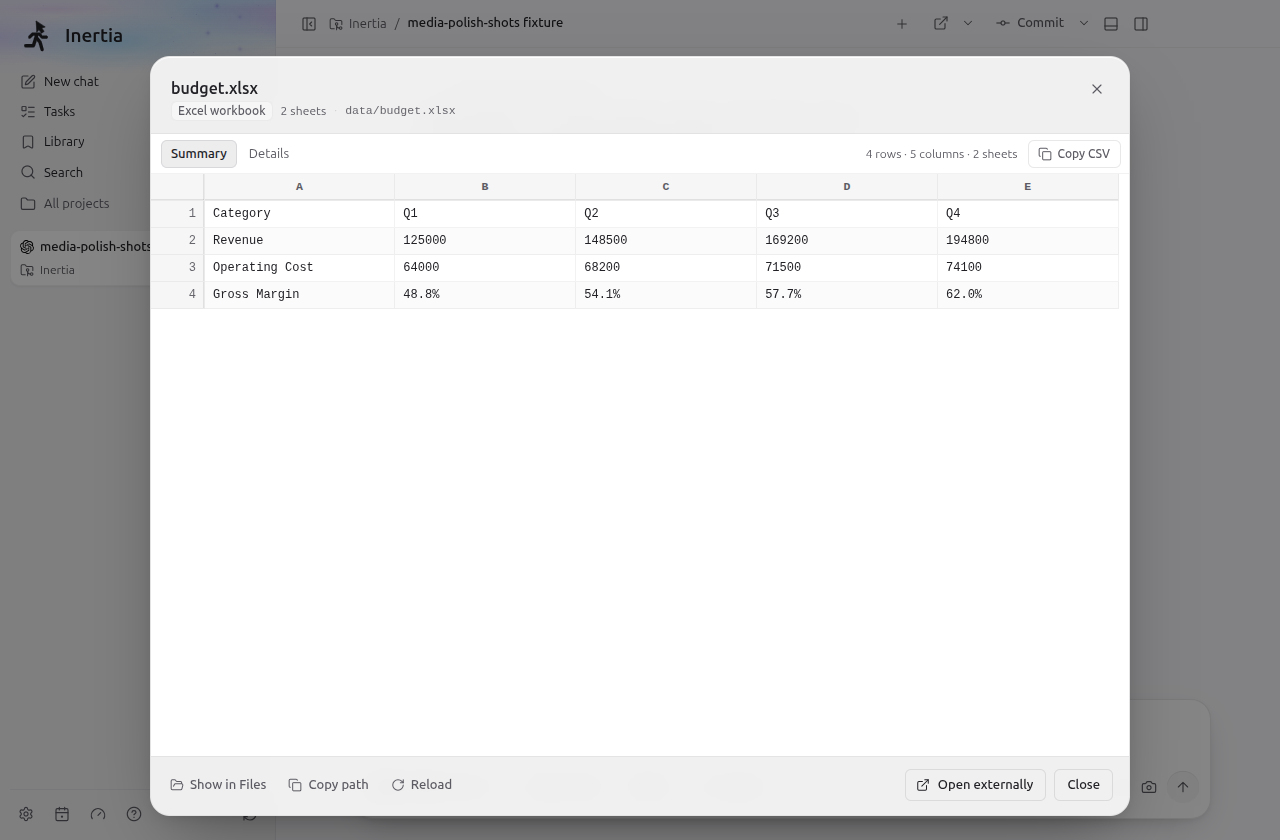 Inertia
Inertia / media-polish-shots fixture
Commit
New chat
Tasks
Library
Search
All projects
media-polish-shots
Inertia
budget.xlsx
Excel workbook 2 sheets · data/budget.xlsx
Summary Details 4 rows · 5 columns · 2 sheets Copy CSV
A B C D E
1 Category Q1 Q2 Q3 Q4
2 Revenue 125000 148500 169200 194800
3 Operating Cost 64000 68200 71500 74100
4 Gross Margin 48.8% 54.1% 57.7% 62.0%
Show in Files Copy path Reload Open externally Close